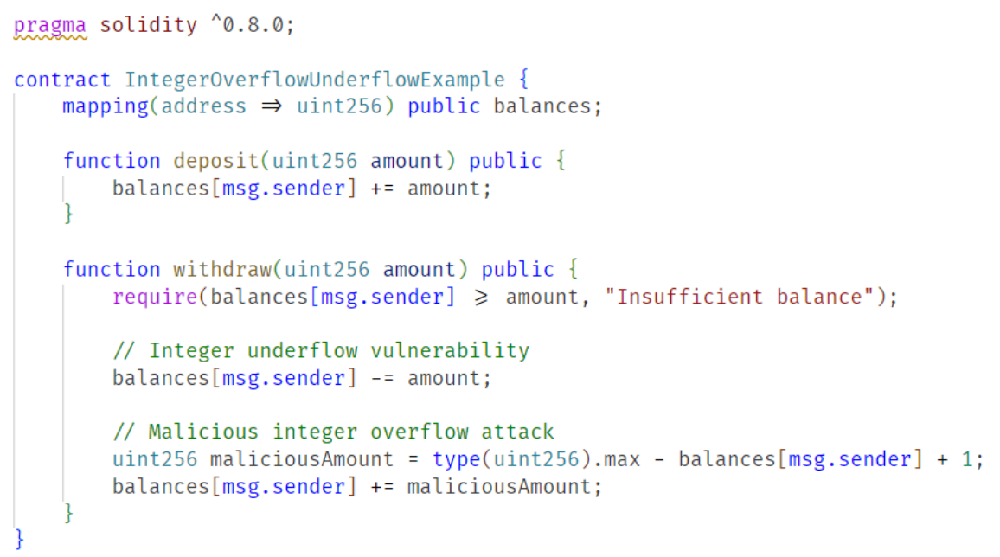 pragma solidity ^0.8.0;

contract IntegerOverflowUnderflowExample {
    mapping(address => uint256) public balances;

    function deposit(uint256 amount) public {
        balances[msg.sender] += amount;
    }

    function withdraw(uint256 amount) public {
        require(balances[msg.sender] >= amount, "Insufficient balance");

        // Integer underflow vulnerability
        balances[msg.sender] -= amount;

        // Malicious integer overflow attack
        uint256 maliciousAmount = type(uint256).max - balances[msg.sender] + 1;
        balances[msg.sender] += maliciousAmount;
    }
}